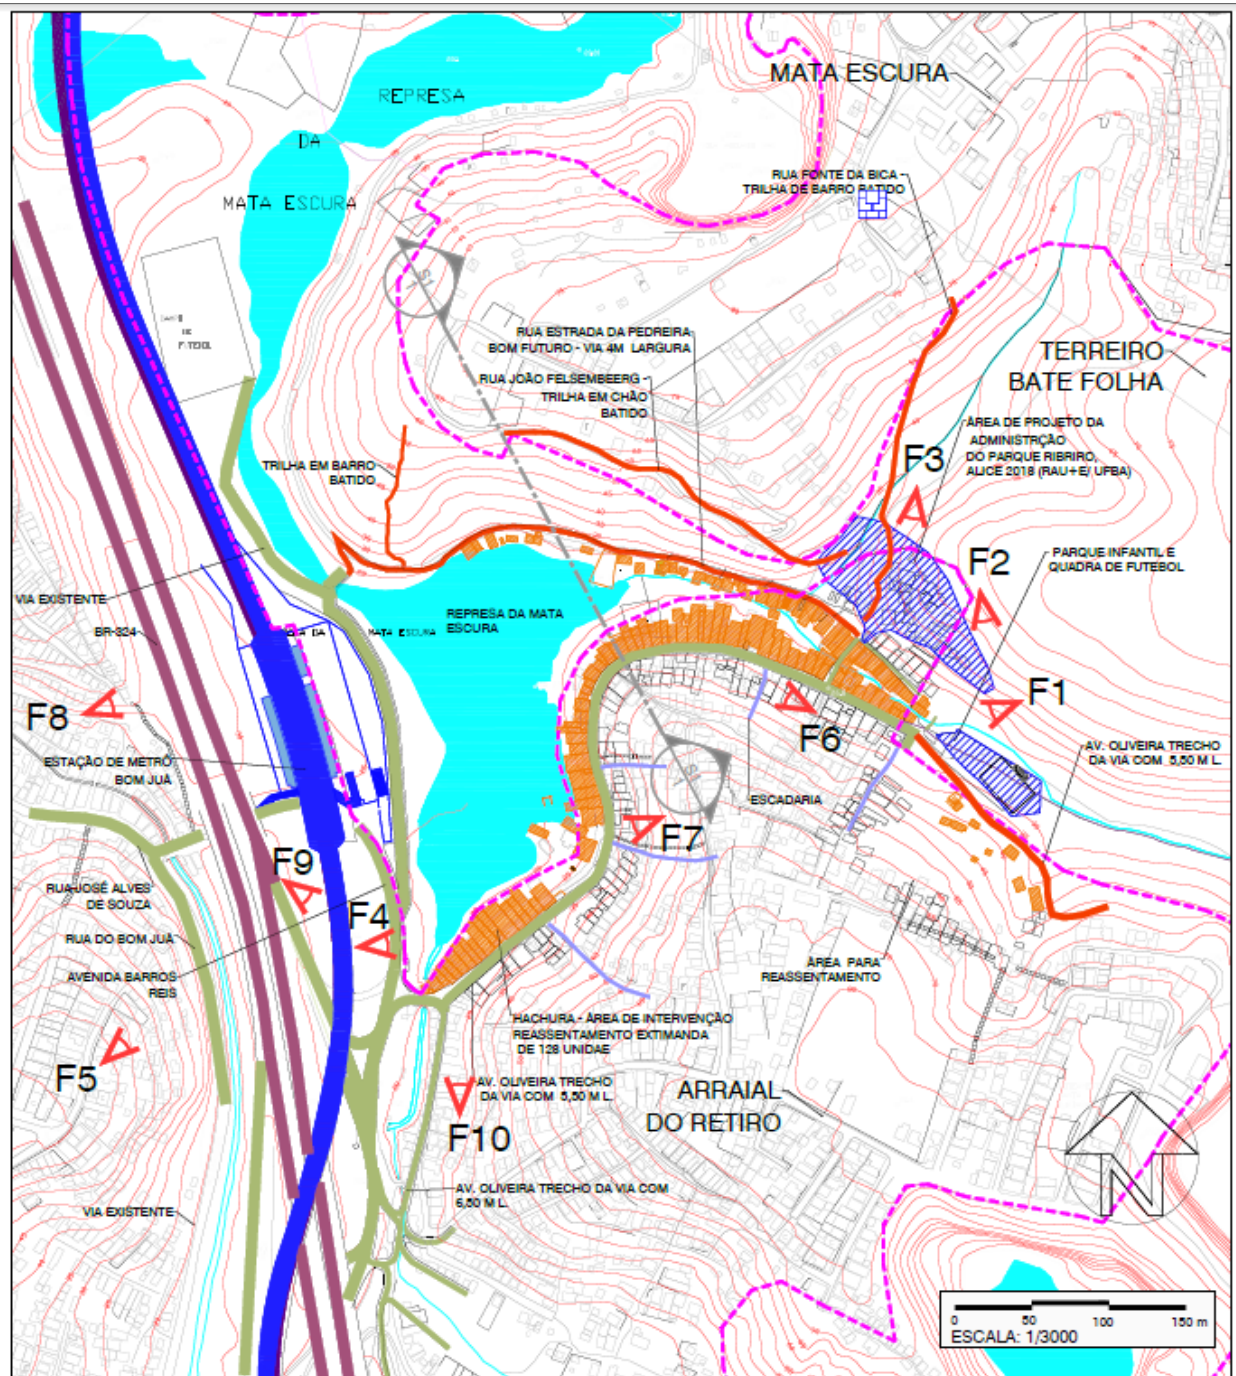 REPRESA
DA
MATA ESCURA
MATA ESCURA
RUA FONTE DA BICA -
TRILHA DE BARRO BATIDO
S1
RUA ESTRADA DA PEDREIRA
BOM FUTURO - VIA 4M LARGURA
RUA JOÃO FELSEMBEERG -
TRILHA EM CHÃO
BATIDO
TERREIRO
BATE FOLHA
ÁREA DE PROJETO DA
ADMINISTRÇÃO
DO PARQUE RIBRIRO,
ALICE 2018 (RAU+E/ UFBA)
F3
TRILHA EM BARRO
BATIDO
F2
PARQUE INFANTIL E
QUADRA DE FUTEBOL
VIA EXISTENTE
BR-324
REPRESA DA MATA
ESCURA
DA
MATA ESCURA
F8
F1
F6
ESTAÇÃO DE METRÔ
BOM JUÁ
AV. OLIVEIRA TRECHO
DA VIA COM 5,50 M L.
ESCADARIA
F7
F9
RUA JOSÉ ALVES
DE SOUZA
F4
RUA DO BOM JUÁ
AVENIDA BARROS
REIS
ÁREA PARA
REASSENTAMENTO
HACHURA - ÁREA DE INTERVENÇÃO
REASSENTAMENTO EXTIMANDA
DE 128 UNIDAE
F5
AV. OLIVEIRA TRECHO
DA VIA COM 5,50 M L.
ARRAIAL
DO RETIRO
F10
AV. OLIVEIRA TRECHO DA VIA COM
6,50 M L.
VIA EXISTENTE
N
0 50 100 150 m
ESCALA: 1/3000